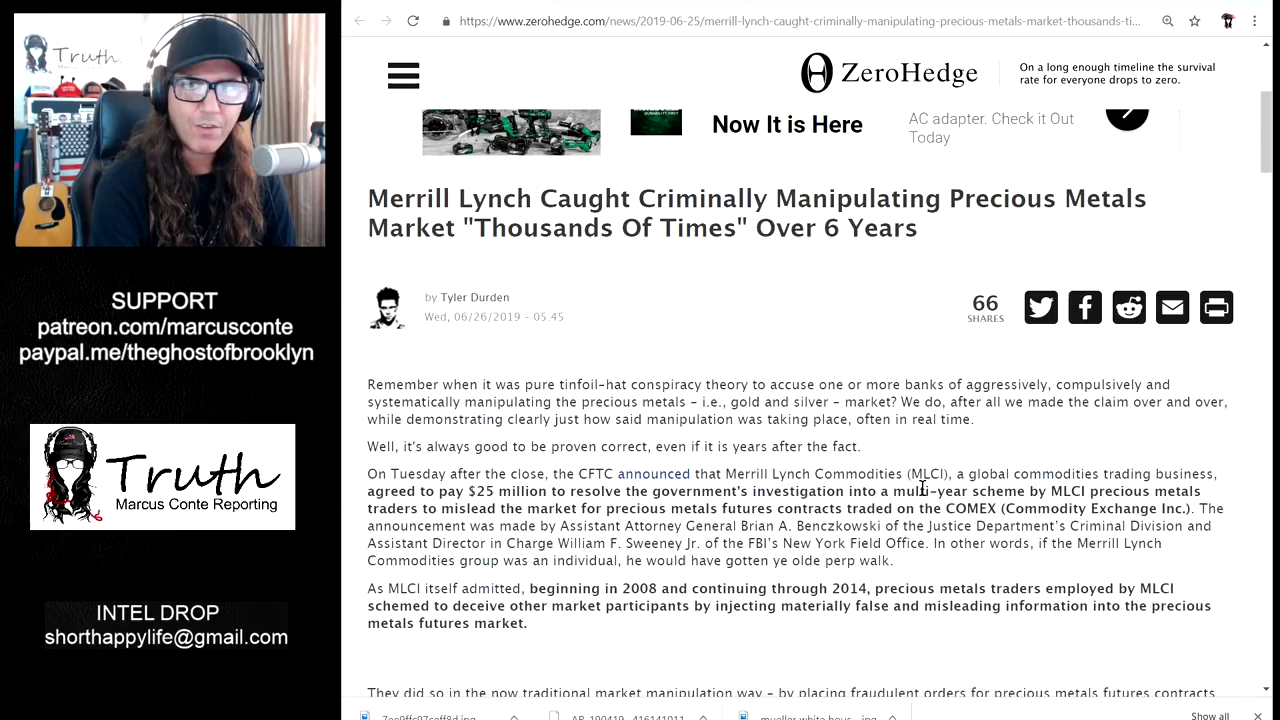 Truth
SUPPORT
patreon.com/marcusconte
paypal.me/theghostofbrooklyn
Truth
Marcus Conte Reporting
INTEL DROP
shorthappylife@gmail.com
https://www.zerohedge.com/news/2019-06-25/merrill-lynch-caught-criminally-manipulating-precious-metals-market-thousands-ti...
ZeroHedge
On a long enough timeline the survival
rate for everyone drops to zero.
Now It is Here
AC adapter. Check it Out
Today
Merrill Lynch Caught Criminally Manipulating Precious Metals
Market "Thousands Of Times" Over 6 Years
by Tyler Durden
Wed, 06/26/2019 - 05:45
66
SHARES
Remember when it was pure tinfoil-hat conspiracy theory to accuse one or more banks of aggressively, compulsively and
systematically manipulating the precious metals - i.e., gold and silver - market? We do, after all we made the claim over and over,
while demonstrating clearly just how said manipulation was taking place, often in real time.
Well, it's always good to be proven correct, even if it is years after the fact.
On Tuesday after the close, the CFTC announced that Merrill Lynch Commodities (MLCI), a global commodities trading business,
agreed to pay $25 million to resolve the government's investigation into a multi-year scheme by MLCI precious metals
traders to mislead the market for precious metals futures contracts traded on the COMEX (Commodity Exchange Inc.). The
announcement was made by Assistant Attorney General Brian A. Benczkowski of the Justice Department's Criminal Division and
Assistant Director in Charge William F. Sweeney Jr. of the FBI's New York Field Office. In other words, if the Merrill Lynch
Commodities group was an individual, he would have gotten ye olde perp walk.
As MLCI itself admitted, beginning in 2008 and continuing through 2014, precious metals traders employed by MLCI
schemed to deceive other market participants by injecting materially false and misleading information into the precious
metals futures market.
They did so in the now traditional market manipulation way - by placing fraudulent orders for precious metals futures contracts
Show all